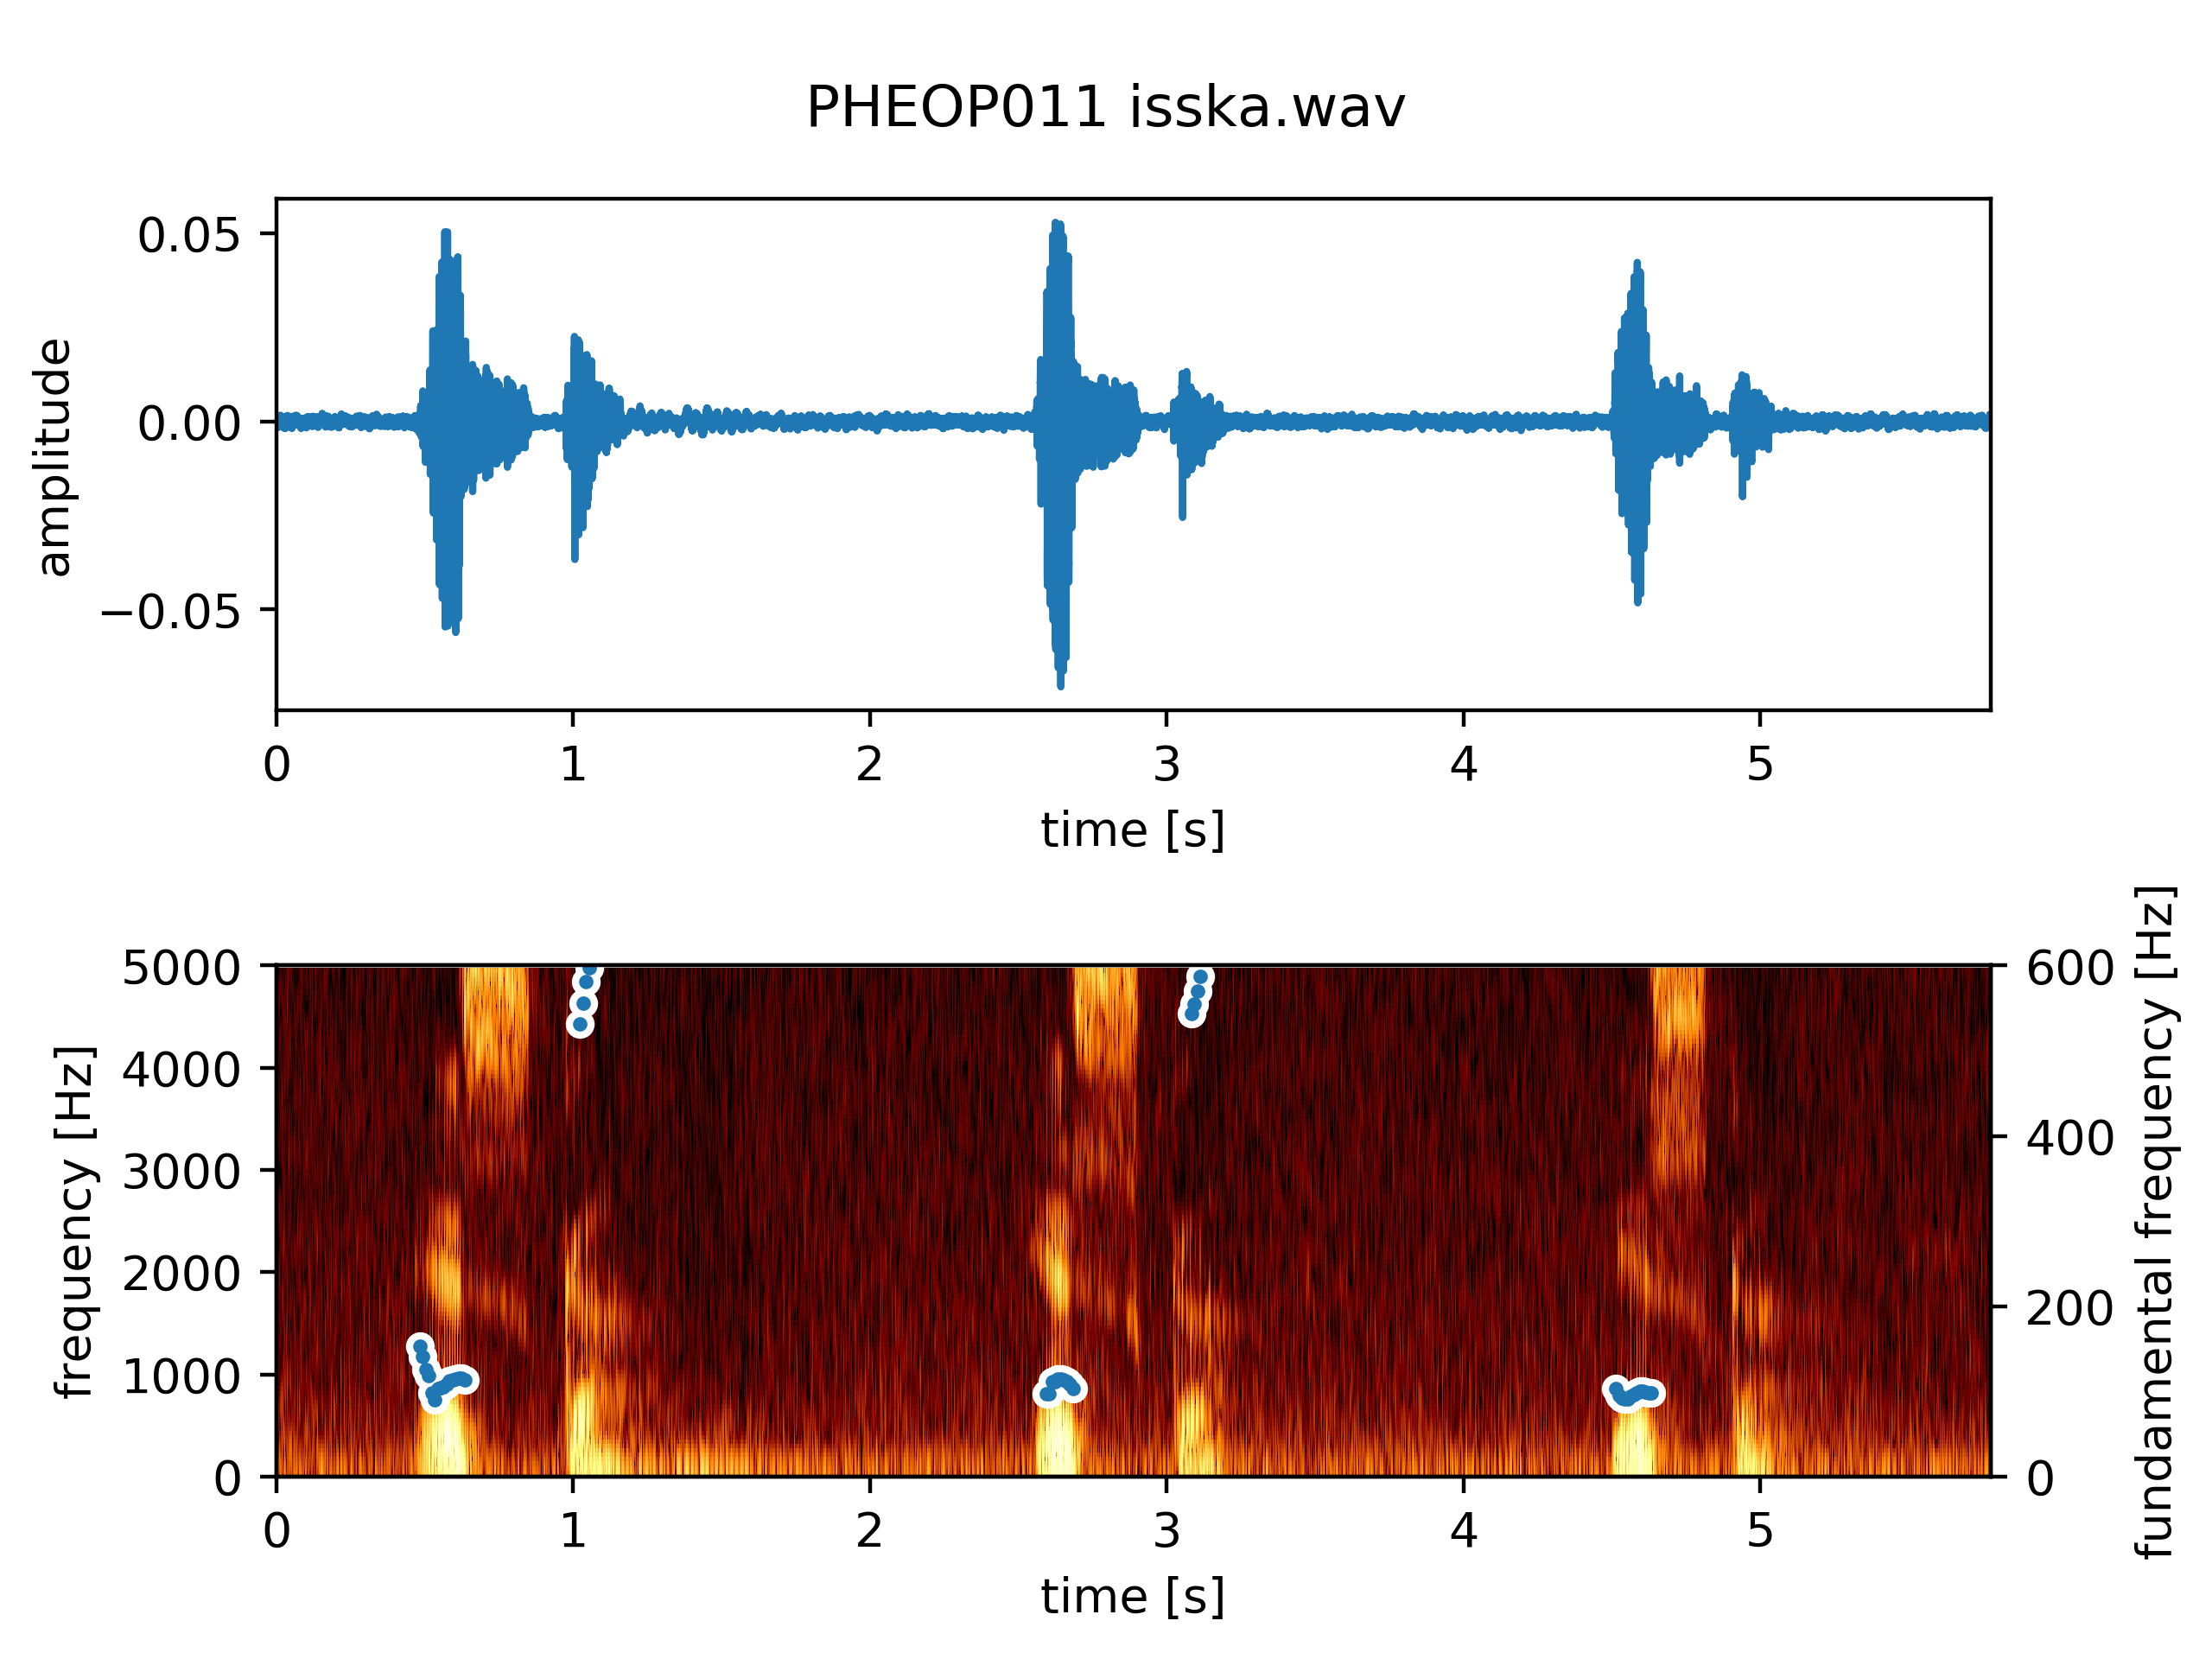 PHEOP011 isska.wav
0.05
0.00
−0.05
amplitude
0 1 2 3 4 5
time [s]
5000
4000
3000
2000
1000
0
frequency [Hz]
600
400
200
0
fundamental frequency [Hz]
0 1 2 3 4 5
time [s]